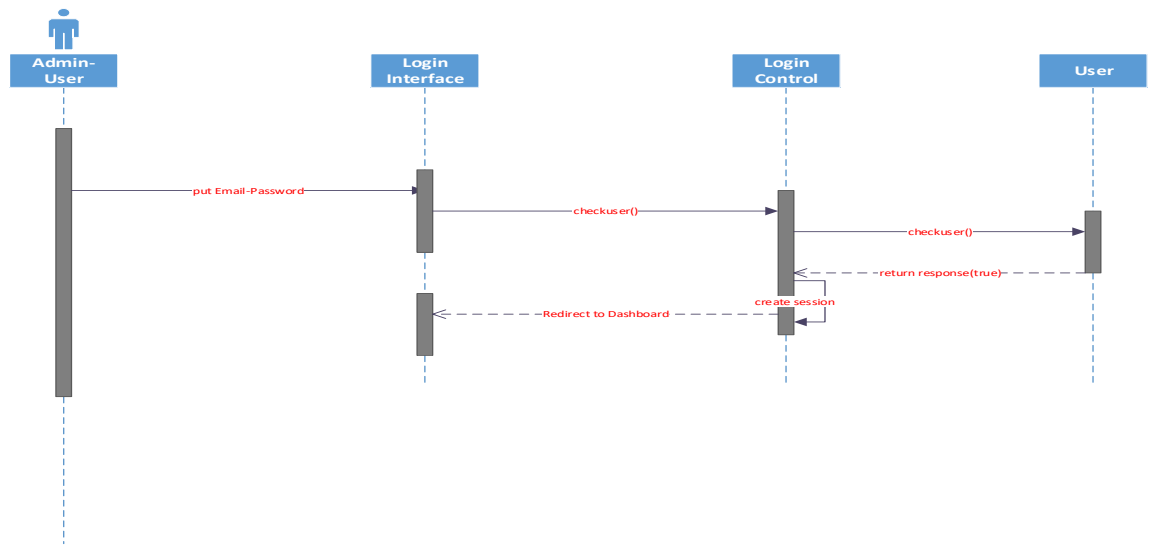 Admin-
User
Login
Interface
Login
Control
User
put Email-Password
checkuser()
checkuser()
return response(true)
create session
Redirect to Dashboard